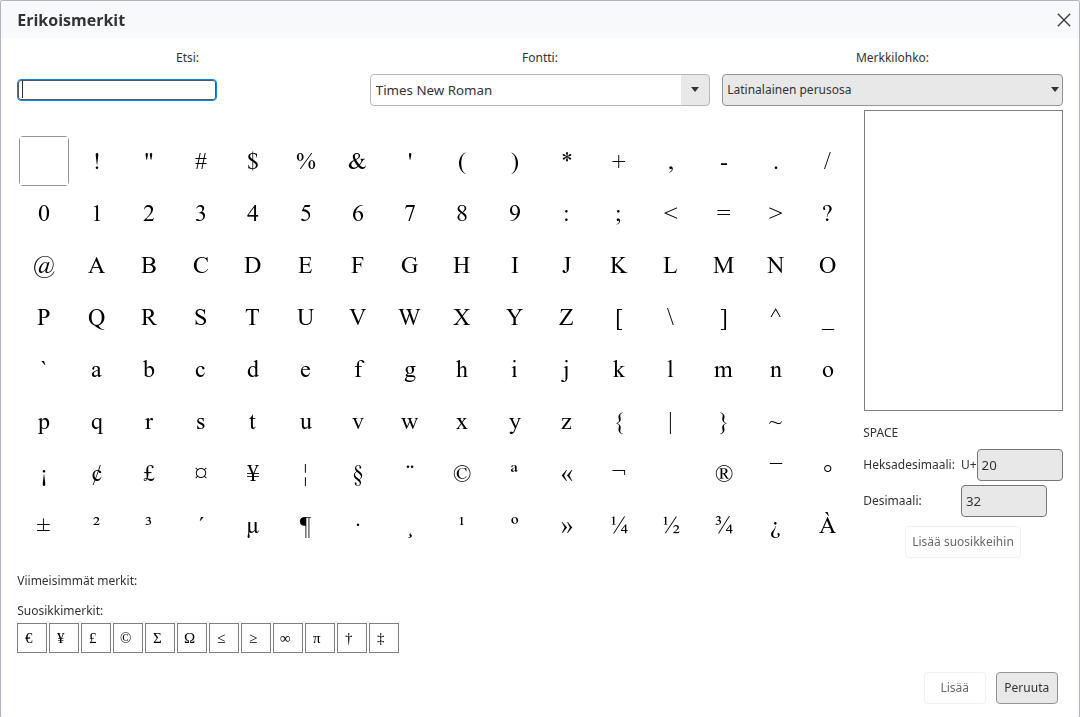 Erikoismerkit
Etsi: Fontti: Merkkilohko:
Times New Roman Latinalainen perusosa
! " # $ % & ' ( ) * + , - . /
0 1 2 3 4 5 6 7 8 9 : ; < = > ?
@ A B C D E F G H I J K L M N O
P Q R S T U V W X Y Z [ \ ] ^ _
` a b c d e f g h i j k l m n o
p q r s t u v w x y z { | } ~
¡ ¢ £ ¤ ¥ ¦ § ¨ © ª « ¬ ® ¯ °
± ² ³ ´ µ ¶ · ¸ ¹ º » ¼ ½ ¾ ¿ À
SPACE
Heksadesimaali: U+ 20
Desimaali: 32
Lisää suosikkeihin
Viimeisimmät merkit:
Suosikkimerkit:
€ ¥ £ © Σ Ω ≤ ≥ ∞ π † ‡
Lisää Peruuta